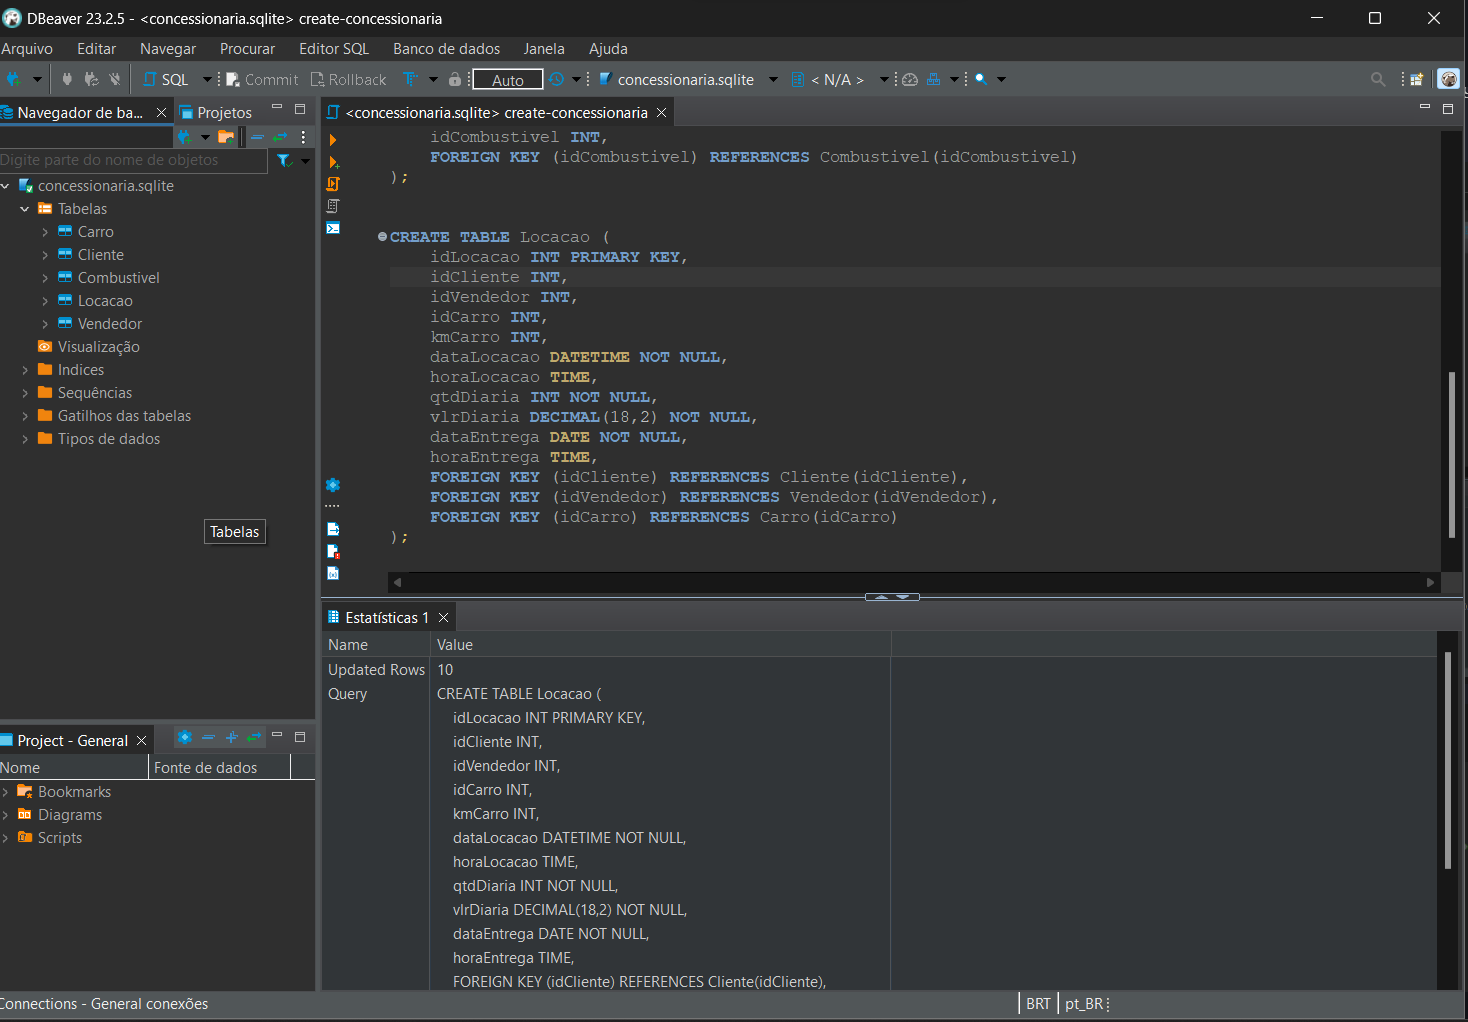 DBeaver 23.2.5 - <concessionaria.sqlite> create-concessionaria
Arquivo Editar Navegar Procurar Editor SQL Banco de dados Janela Ajuda
SQL Commit Rollback Auto concessionaria.sqlite < N/A >
Navegador de ba... Projetos
Digite parte do nome de objetos
concessionaria.sqlite
Tabelas
Carro
Cliente
Combustivel
Locacao
Vendedor
Visualização
Indices
Sequências
Gatilhos das tabelas
Tipos de dados
Tabelas
Project - General
Nome Fonte de dados
Bookmarks
Diagrams
Scripts
<concessionaria.sqlite> create-concessionaria
idCombustivel INT,
FOREIGN KEY (idCombustivel) REFERENCES Combustivel(idCombustivel)
);
CREATE TABLE Locacao (
idLocacao INT PRIMARY KEY,
idCliente INT,
idVendedor INT,
idCarro INT,
kmCarro INT,
dataLocacao DATETIME NOT NULL,
horaLocacao TIME,
qtdDiaria INT NOT NULL,
vlrDiaria DECIMAL(18,2) NOT NULL,
dataEntrega DATE NOT NULL,
horaEntrega TIME,
FOREIGN KEY (idCliente) REFERENCES Cliente(idCliente),
FOREIGN KEY (idVendedor) REFERENCES Vendedor(idVendedor),
FOREIGN KEY (idCarro) REFERENCES Carro(idCarro)
);
Estatísticas 1
Name Value
Updated Rows 10
Query CREATE TABLE Locacao (
idLocacao INT PRIMARY KEY,
idCliente INT,
idVendedor INT,
idCarro INT,
kmCarro INT,
dataLocacao DATETIME NOT NULL,
horaLocacao TIME,
qtdDiaria INT NOT NULL,
vlrDiaria DECIMAL(18,2) NOT NULL,
dataEntrega DATE NOT NULL,
horaEntrega TIME,
FOREIGN KEY (idCliente) REFERENCES Cliente(idCliente),
Connections - General conexões BRT pt_BR